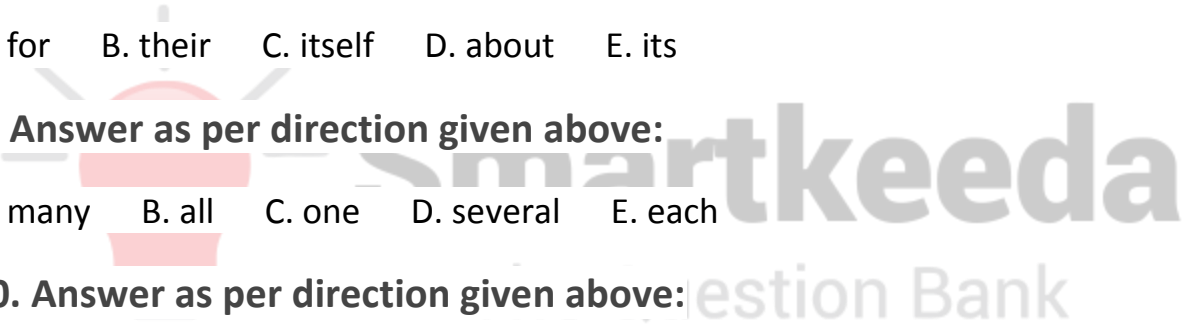 for B. their C. itself D. about E. its
Answer as per direction given above:
many B. all C. one D. several E. each
0. Answer as per direction given above:
Smartkeeda
estion Bank